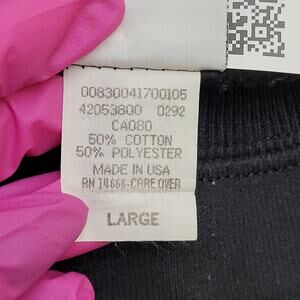 00830041700105
42053800 0292
CA080
50% COTTON
50% POLYESTER
MADE IN USA
RN 14666-CARE OVER
LARGE